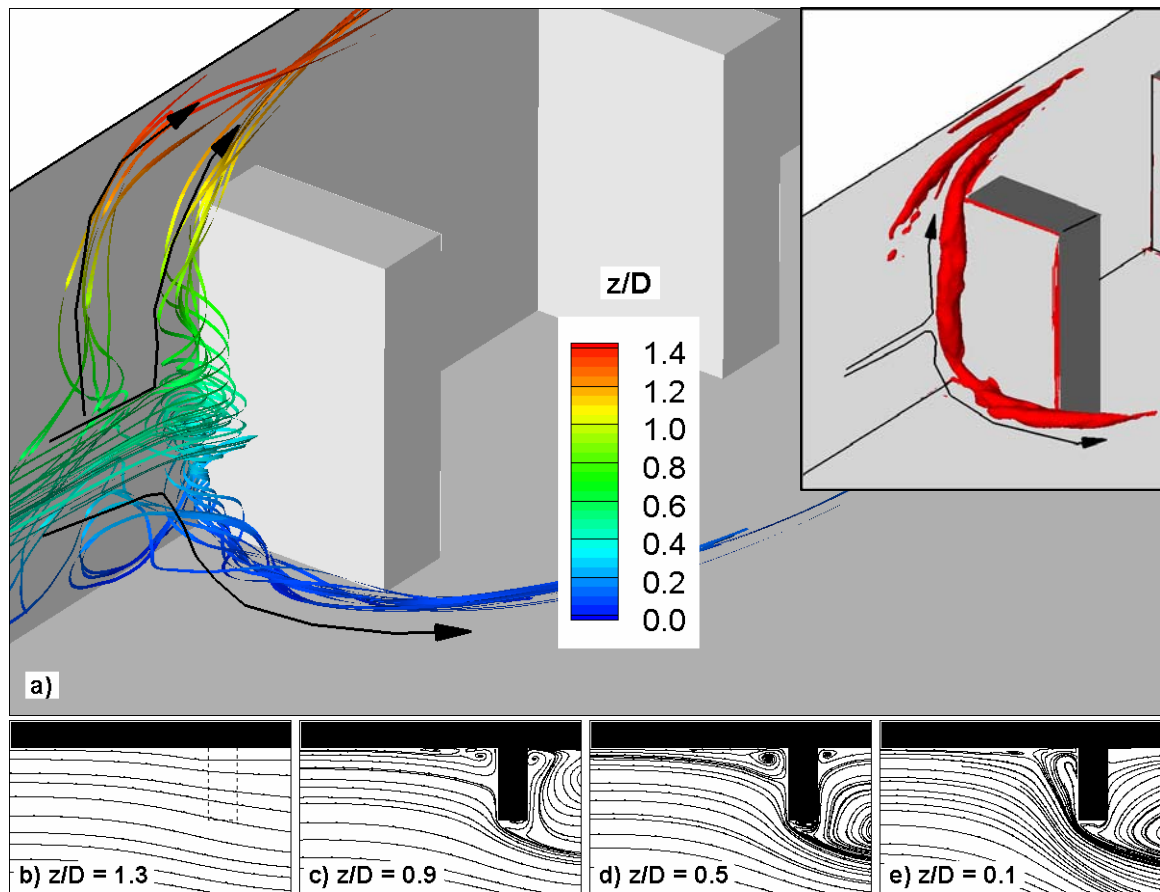 z/D
1.4
1.2
1.0
0.8
0.6
0.4
0.2
0.0
a)
b) z/D = 1.3
c) z/D = 0.9
d) z/D = 0.5
e) z/D = 0.1